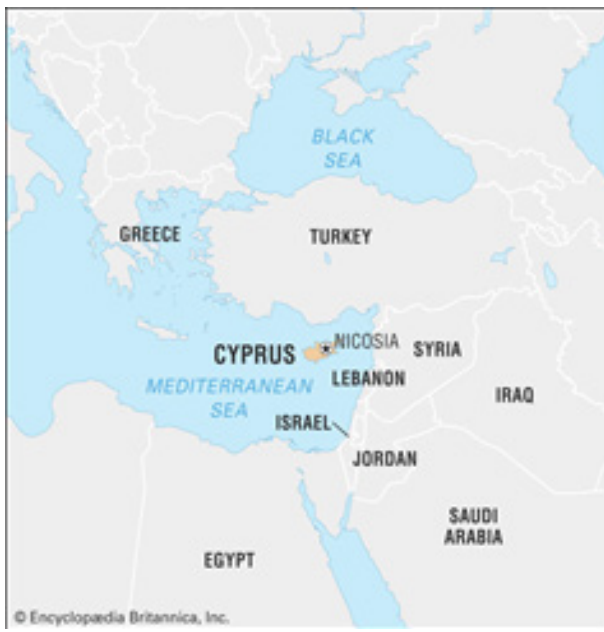 BLACK
SEA
GREECE
TURKEY
CYPRUS
NICOSIA
SYRIA
MEDITERRANEAN
SEA
LEBANON
IRAQ
ISRAEL
JORDAN
SAUDI
ARABIA
EGYPT
© Encyclopædia Britannica, Inc.